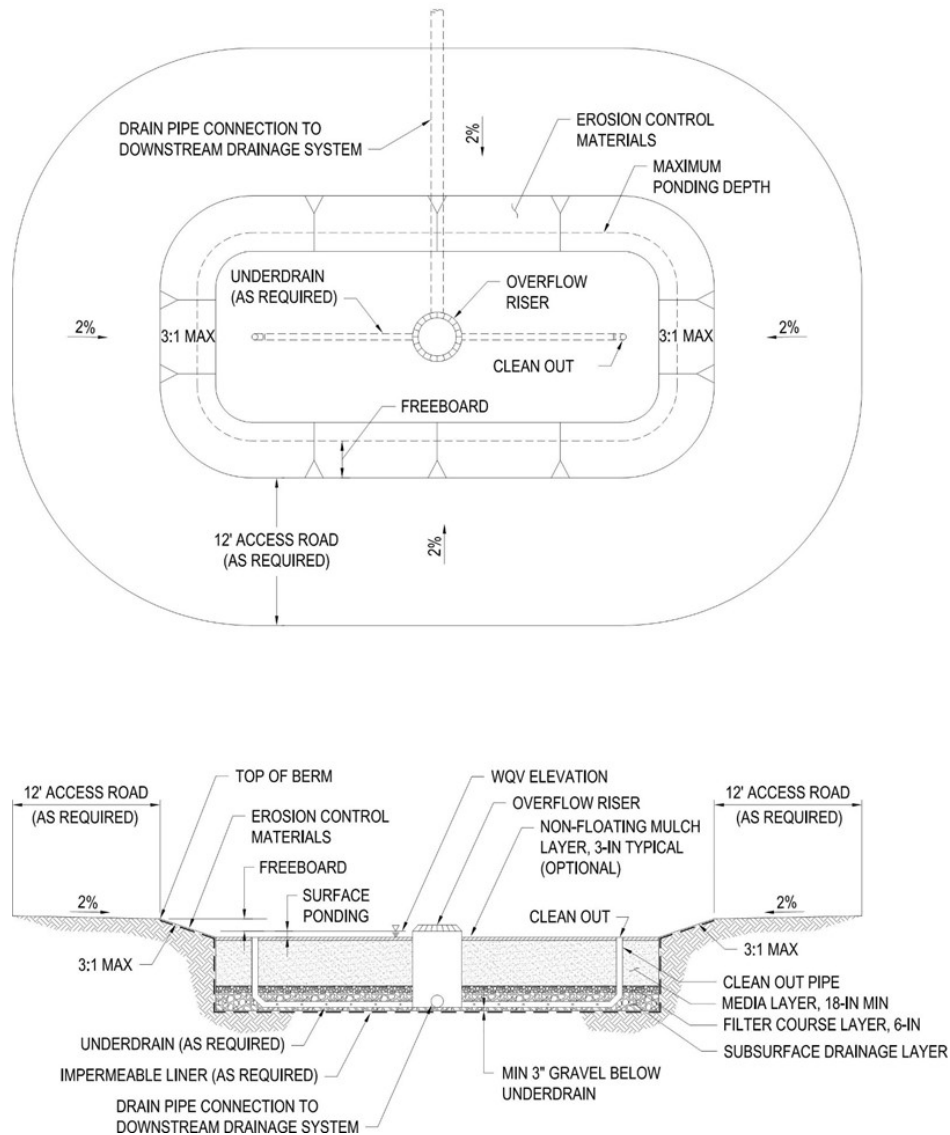 DRAIN PIPE CONNECTION TO
DOWNSTREAM DRAINAGE SYSTEM
2%
EROSION CONTROL
MATERIALS
MAXIMUM
PONDING DEPTH
UNDERDRAIN
(AS REQUIRED)
OVERFLOW
RISER
2%
3:1 MAX
3:1 MAX
2%
CLEAN OUT
FREEBOARD
12' ACCESS ROAD
(AS REQUIRED)
2%
12' ACCESS ROAD
(AS REQUIRED)
TOP OF BERM
EROSION CONTROL
MATERIALS
FREEBOARD
SURFACE
PONDING
WQV ELEVATION
OVERFLOW RISER
NON-FLOATING MULCH
LAYER, 3-IN TYPICAL
(OPTIONAL)
12' ACCESS ROAD
(AS REQUIRED)
2%
CLEAN OUT
2%
3:1 MAX
3:1 MAX
CLEAN OUT PIPE
MEDIA LAYER, 18-IN MIN
FILTER COURSE LAYER, 6-IN
SUBSURFACE DRAINAGE LAYER
UNDERDRAIN (AS REQUIRED)
IMPERMEABLE LINER (AS REQUIRED)
MIN 3" GRAVEL BELOW
UNDERDRAIN
DRAIN PIPE CONNECTION TO
DOWNSTREAM DRAINAGE SYSTEM